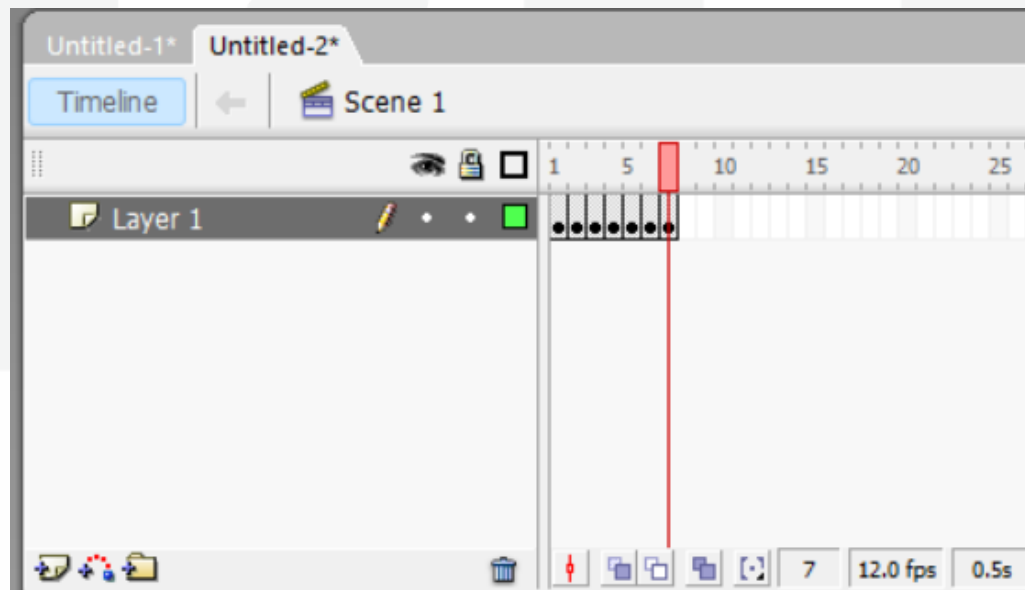 Untitled-1* Untitled-2*
Timeline Scene 1
1 5 10 15 20 25
Layer 1
7 12.0 fps 0.5s